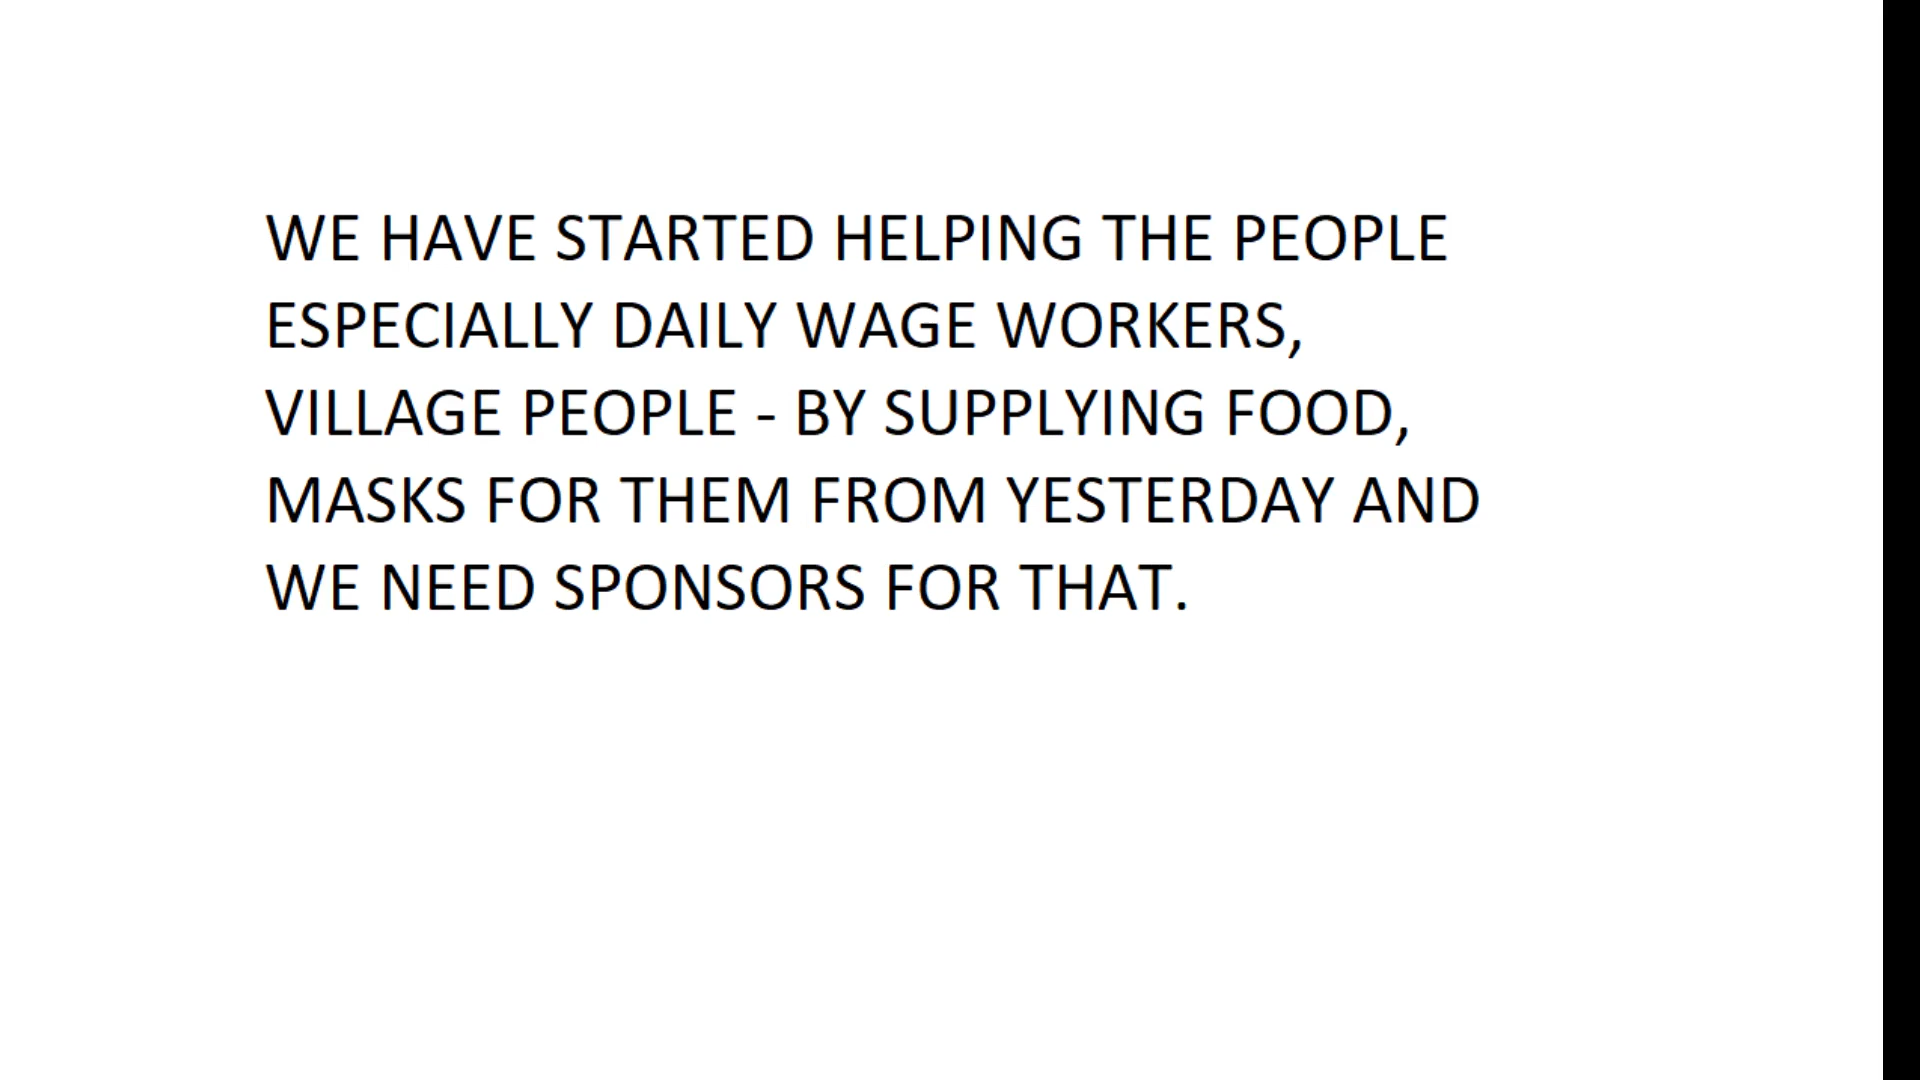 WE HAVE STARTED HELPING THE PEOPLE
ESPECIALLY DAILY WAGE WORKERS,
VILLAGE PEOPLE - BY SUPPLYING FOOD,
MASKS FOR THEM FROM YESTERDAY AND
WE NEED SPONSORS FOR THAT.